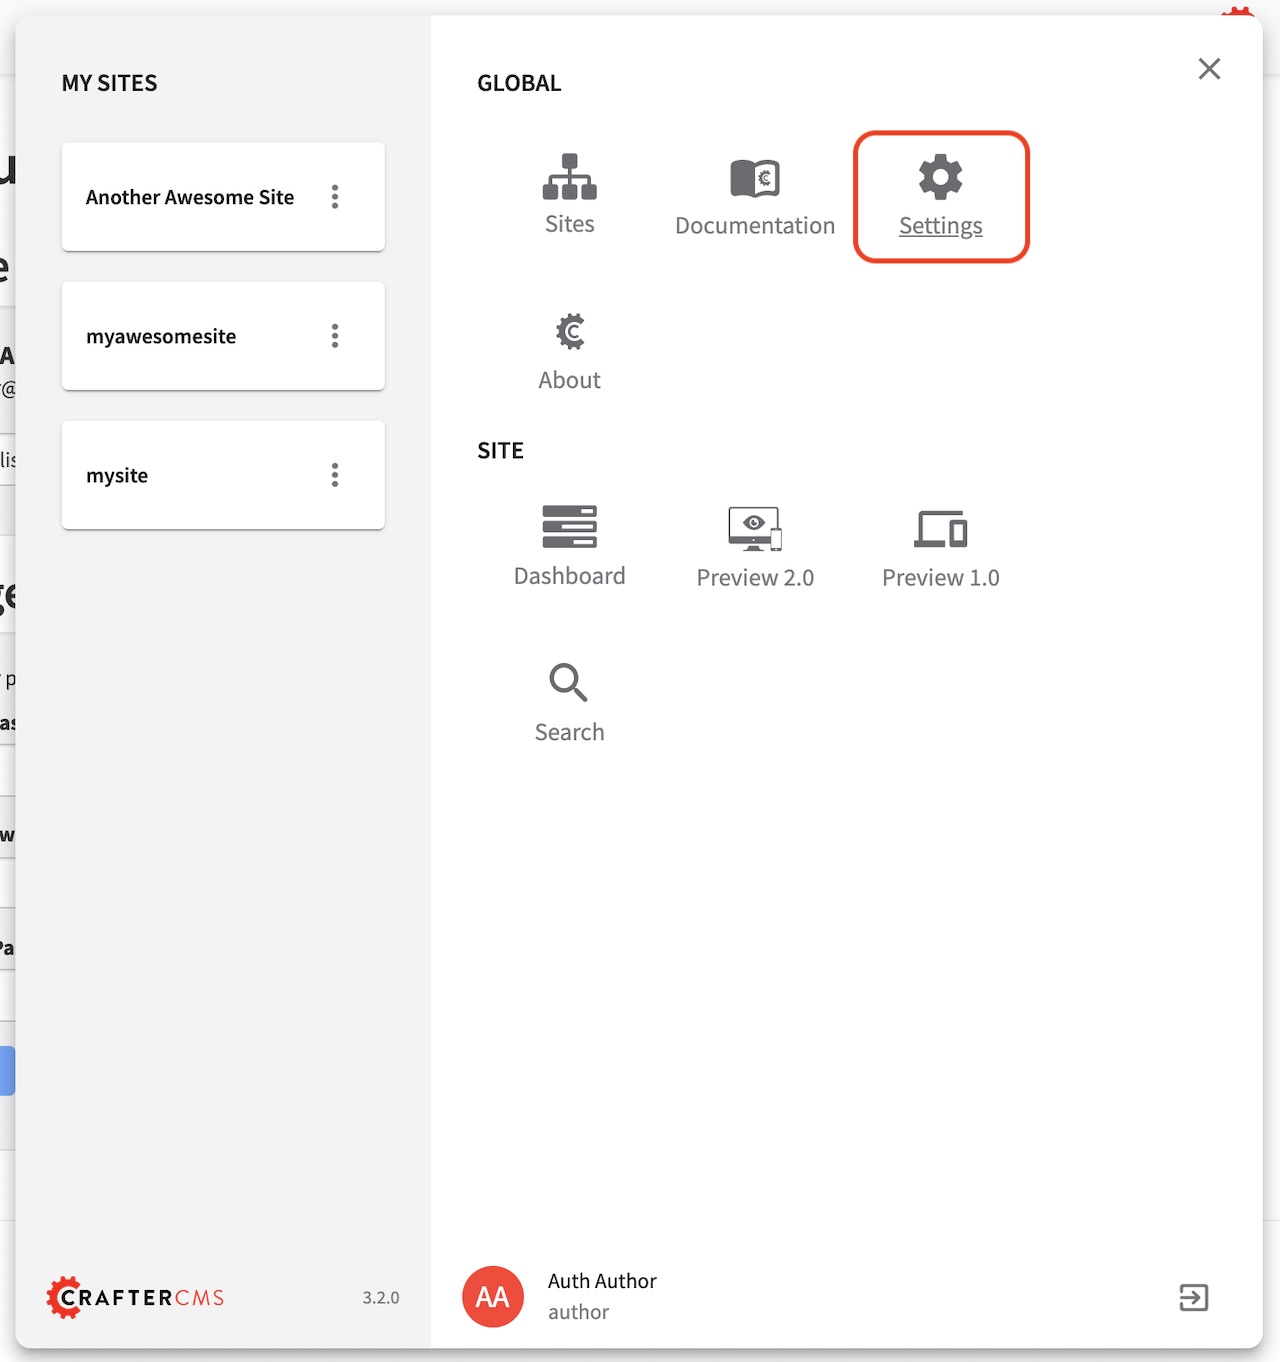 MY SITES
Another Awesome Site
myawesomesite
mysite
CRAFTERCMS
3.2.0
GLOBAL
Sites
Documentation
Settings
About
SITE
Dashboard
Preview 2.0
Preview 1.0
Search
AA
Auth Author
author